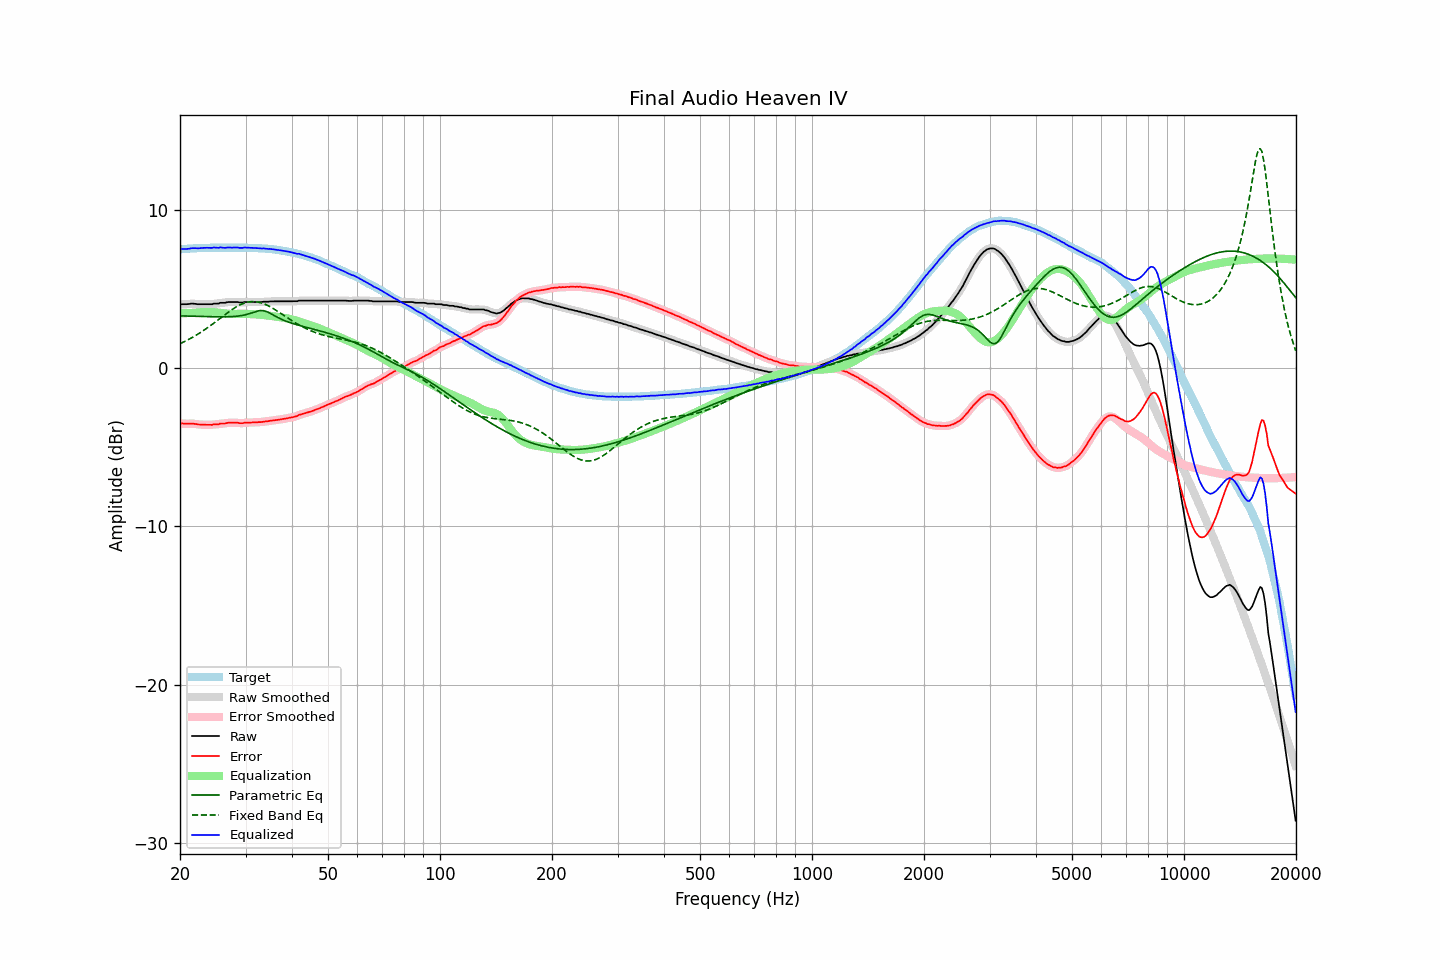 Final Audio Heaven IV
Amplitude (dBr)
10
0
−10
−20
−30
Target
Raw Smoothed
Error Smoothed
Raw
Error
Equalization
Parametric Eq
Fixed Band Eq
Equalized
20
50
100
200
500
1000
2000
5000
10000
20000
Frequency (Hz)